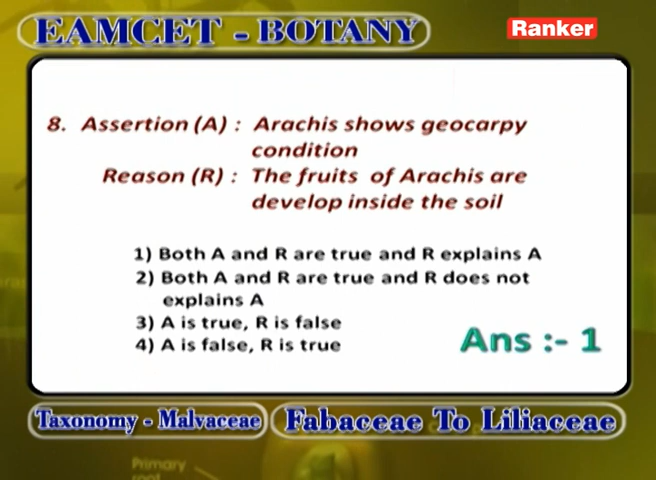 EAMCET - BOTANY
Ranker
8. Assertion (A) : Arachis shows geocarpy
condition
Reason (R) : The fruits of Arachis are
develop inside the soil
1) Both A and R are true and R explains A
2) Both A and R are true and R does not
explains A
3) A is true, R is false
4) A is false, R is true
Ans :- 1
Taxonomy - Malvaceae
Fabaceae To Liliaceae
Primary
root